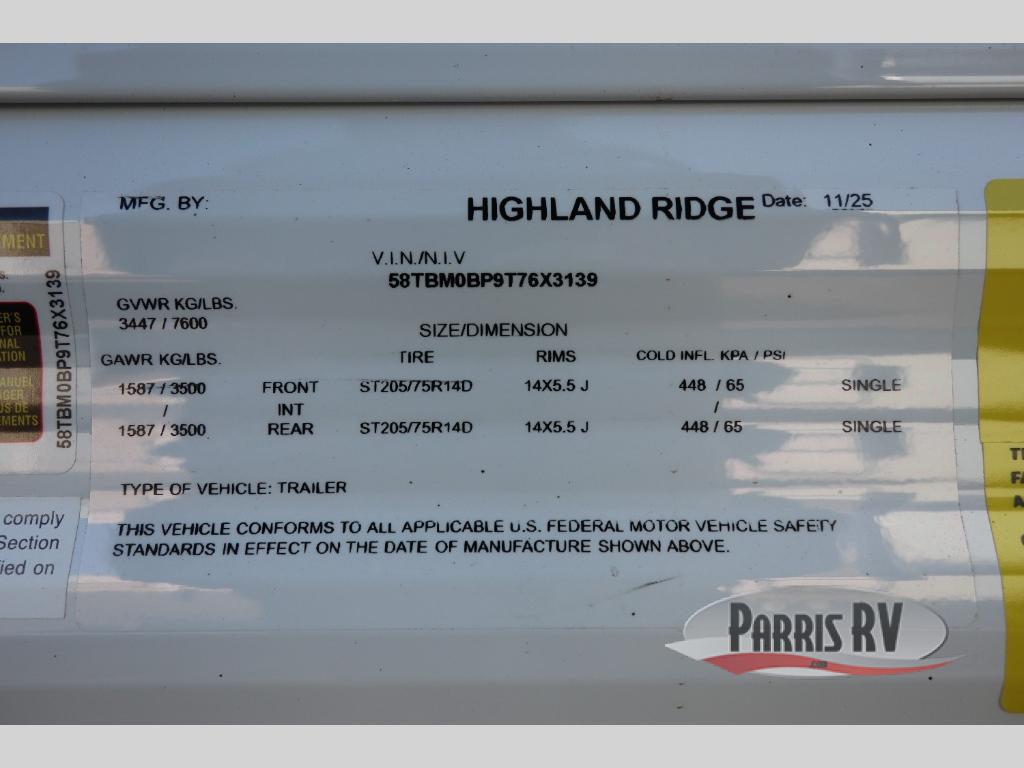 MFG. BY: HIGHLAND RIDGE Date: 11/25
V.I.N./N.I.V
58TBM0BP9T76X3139
GVWR KG/LBS.
3447 / 7600
SIZE/DIMENSION
GAWR KG/LBS. TIRE RIMS COLD INFL. KPA / PSI
1587 / 3500 FRONT ST205/75R14D 14X5.5 J 448 / 65 SINGLE
/ INT /
1587 / 3500 REAR ST205/75R14D 14X5.5 J 448 / 65 SINGLE
TYPE OF VEHICLE: TRAILER
THIS VEHICLE CONFORMS TO ALL APPLICABLE U.S. FEDERAL MOTOR VEHICLE SAFETY
STANDARDS IN EFFECT ON THE DATE OF MANUFACTURE SHOWN ABOVE.
58TBM0BP9T76X3139
comply
Section
PARRIS RV
.com